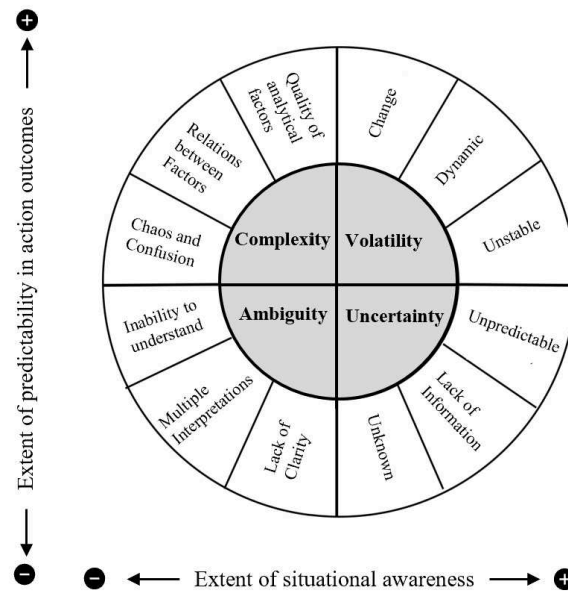 +
Extent of predictability in action outcomes
−
Quality of
analytical
factors
Change
Relations
between
Factors
Dynamic
Chaos and
Confusion
Unstable
Complexity
Volatility
Ambiguity
Uncertainty
Inability to
understand
Unpredictable
Multiple
Interpretations
Lack of
Information
Lack of
Clarity
Unknown
−
Extent of situational awareness
+